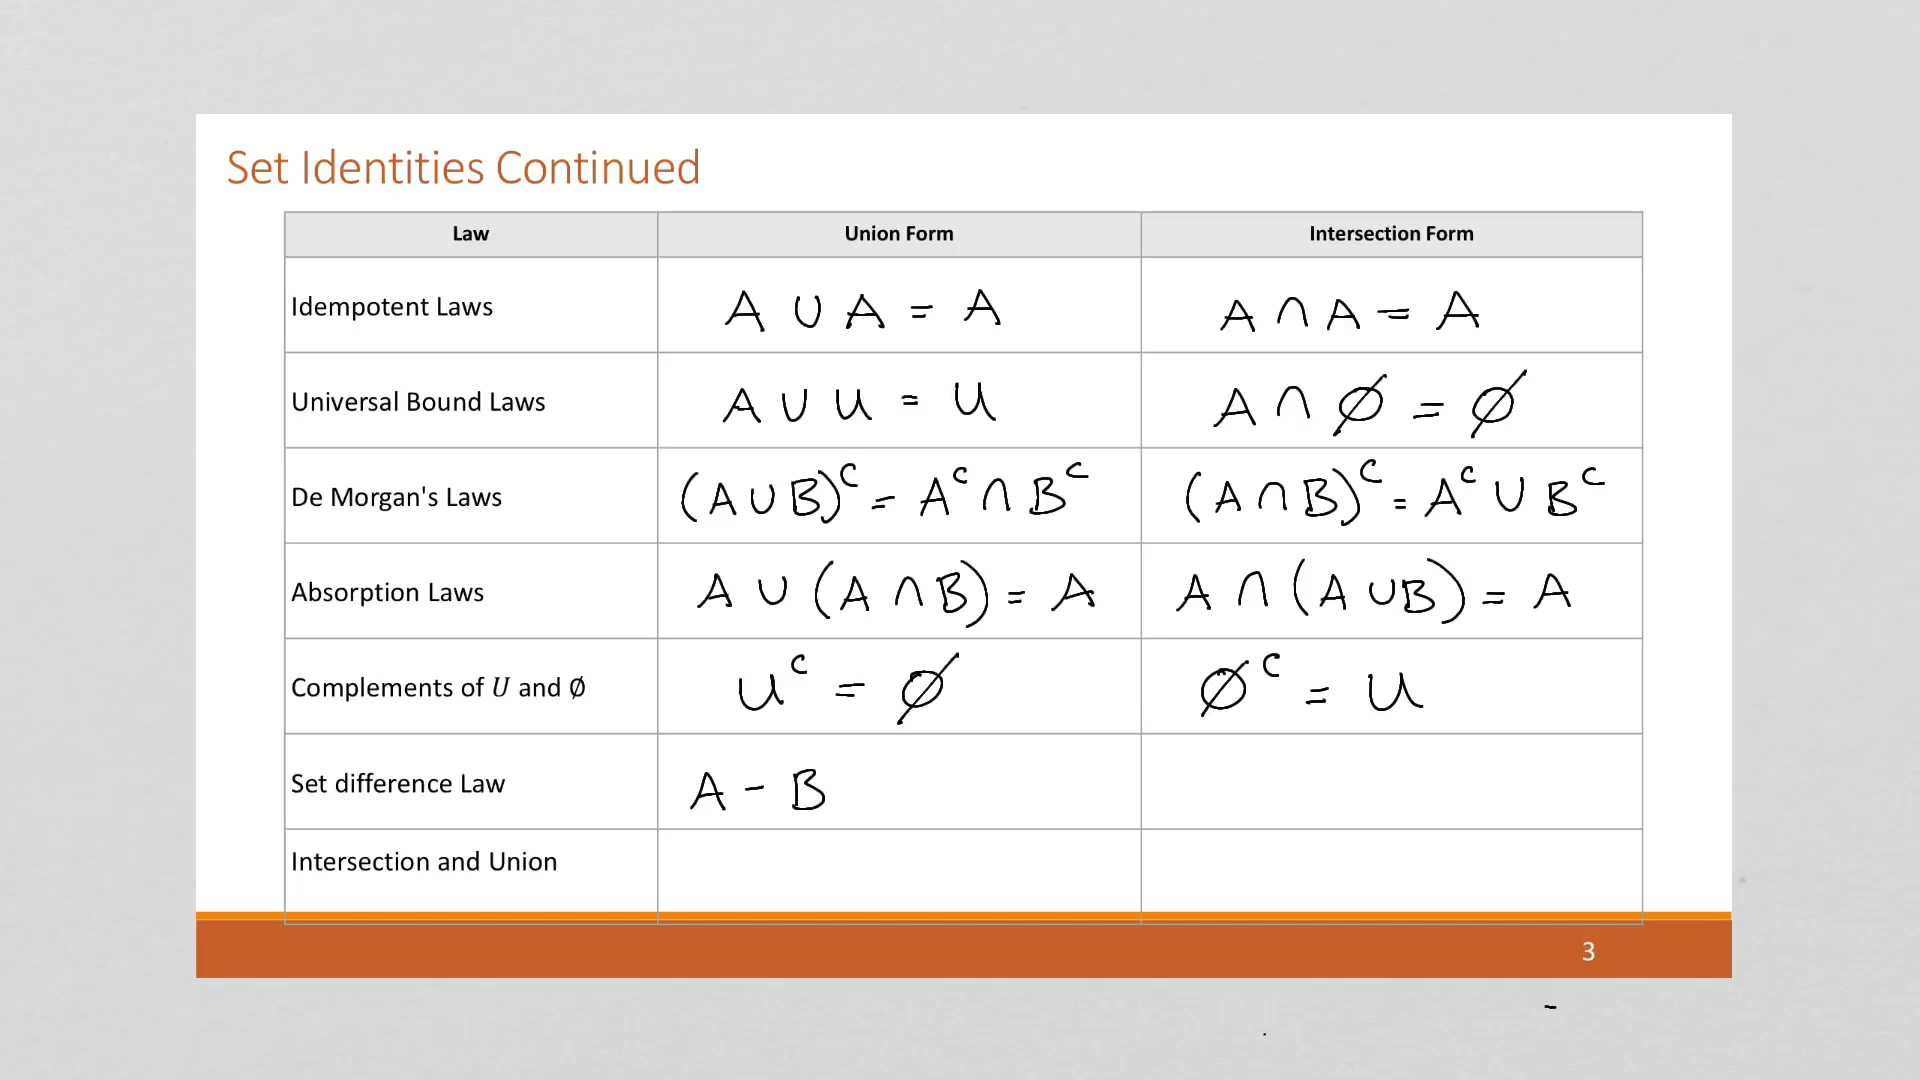 Set Identities Continued
Law Union Form Intersection Form
Idempotent Laws A ∪ A = A A ∩ A = A
Universal Bound Laws A ∪ U = U A ∩ ∅ = ∅
De Morgan's Laws (A ∪ B)ᶜ = Aᶜ ∩ Bᶜ (A ∩ B)ᶜ = Aᶜ ∪ Bᶜ
Absorption Laws A ∪ (A ∩ B) = A A ∩ (A ∪ B) = A
Complements of U and ∅ Uᶜ = ∅ ∅ᶜ = U
Set difference Law A - B
Intersection and Union
3